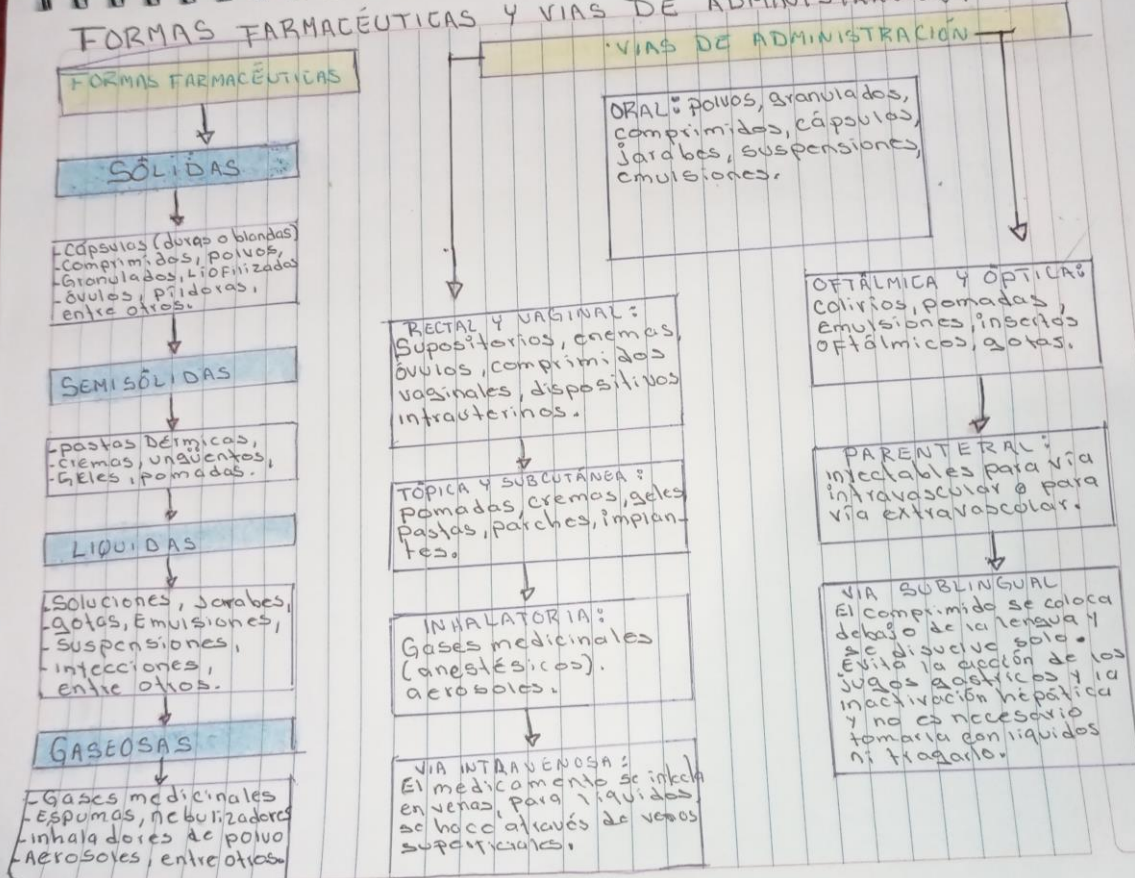 FORMAS FARMACÉUTICAS Y VIAS DE
FORMAS FARMACÉUTICAS
SÓLIDAS
-Cápsulas (duras o blandas)
-Comprimidos, polvos,
-Granulados, Liofilizados
-óvulos, píldoras,
entre otros.
SEMISÓLIDAS
-pastas Dérmicas,
-cremas, ungüentos,
-Geles, pomadas.
LIQUIDAS
-Soluciones, Jarabes,
-gotas, Emulsiones,
-suspensiones,
-inyecciones,
entre otros.
GASEOSAS
-Gases medicinales
-Espumas, nebulizadores
-inhaladores de polvo
-Aerosoles, entre otros.
VIAS DE ADMINISTRACIÓN
ORAL: polvos, granulados,
comprimidos, cápsulas,
jarabes, suspensiones,
emulsiones.
RECTAL Y VAGINAL:
Supositorios, enemas,
óvulos, comprimidos
vaginales, dispositivos
intrauterinos.
TÓPICA Y SUBCUTÁNEA:
pomadas, cremas, geles
pastas, parches, implan-
tes.
INHALATORIA:
Gases medicinales
(anestésicos).
aerosoles.
VIA INTRAVENOSA:
El medicamento se inyecta
en venas, para liquidos,
se hace através de venas
superficiales.
OFTÁLMICA Y ÓPTICA:
colirios, pomadas,
emulsiones, insertos
oftálmicos, gotas.
PARENTERAL:
inyectables para vía
intravascular o para
vía extravascular.
VIA SUBLINGUAL
El comprimido se coloca
debajo de la lengua y
se disuelve solo.
Evita la acción de los
jugos gástricos y la
inactivación hepática
y no es necesario
tomarla con liquidos
ni tragarlo.